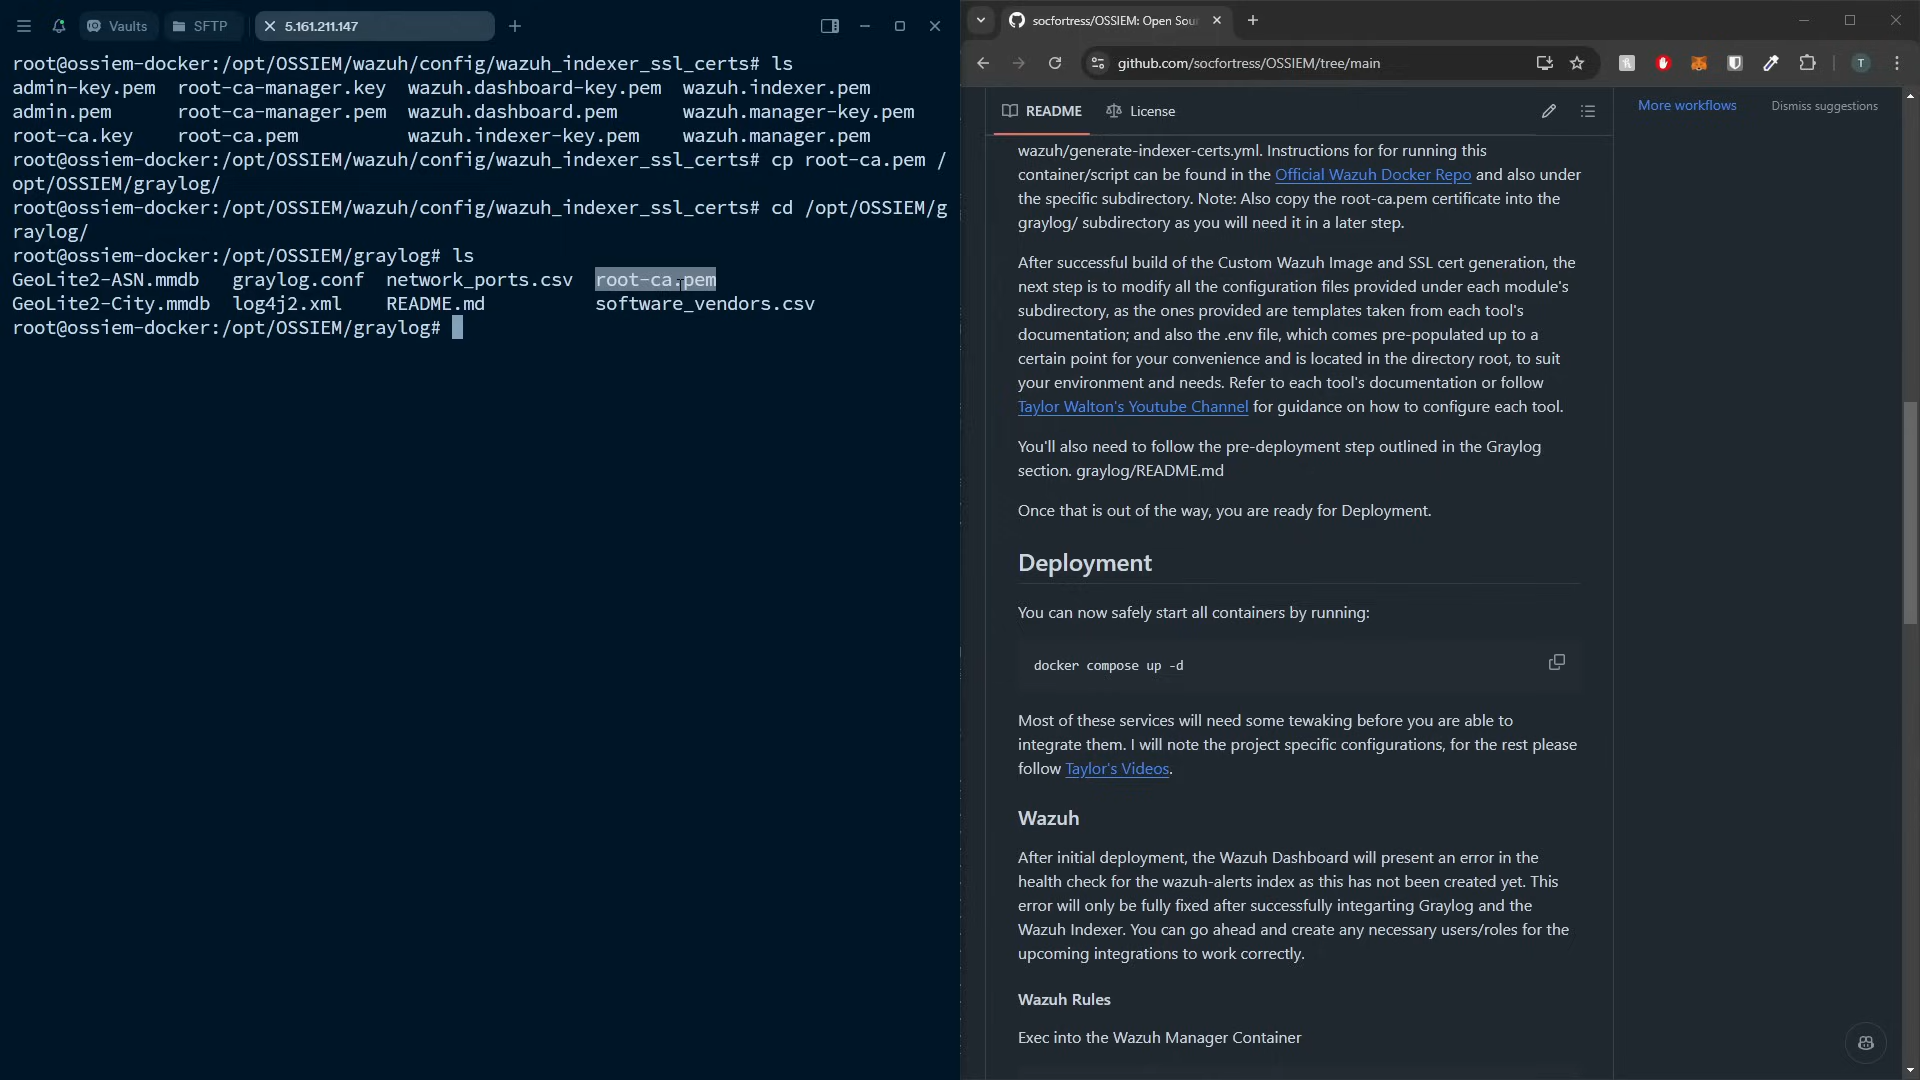 Vaults
SFTP
5.161.211.147
root@ossiem-docker:/opt/OSSIEM/wazuh/config/wazuh_indexer_ssl_certs# ls
admin-key.pem root-ca-manager.key wazuh.dashboard-key.pem wazuh.indexer.pem
admin.pem root-ca-manager.pem wazuh.dashboard.pem wazuh.manager-key.pem
root-ca.key root-ca.pem wazuh.indexer-key.pem wazuh.manager.pem
root@ossiem-docker:/opt/OSSIEM/wazuh/config/wazuh_indexer_ssl_certs# cp root-ca.pem /
opt/OSSIEM/graylog/
root@ossiem-docker:/opt/OSSIEM/wazuh/config/wazuh_indexer_ssl_certs# cd /opt/OSSIEM/g
raylog/
root@ossiem-docker:/opt/OSSIEM/graylog# ls
GeoLite2-ASN.mmdb graylog.conf network_ports.csv root-ca.pem
GeoLite2-City.mmdb log4j2.xml README.md software_vendors.csv
root@ossiem-docker:/opt/OSSIEM/graylog#
socfortress/OSSIEM: Open Sou
github.com/socfortress/OSSIEM/tree/main
T
README
License
More workflows
Dismiss suggestions
wazuh/generate-indexer-certs.yml. Instructions for for running this
container/script can be found in the Official Wazuh Docker Repo and also under
the specific subdirectory. Note: Also copy the root-ca.pem certificate into the
graylog/ subdirectory as you will need it in a later step.
After successful build of the Custom Wazuh Image and SSL cert generation, the
next step is to modify all the configuration files provided under each module's
subdirectory, as the ones provided are templates taken from each tool's
documentation; and also the .env file, which comes pre-populated up to a
certain point for your convenience and is located in the directory root, to suit
your environment and needs. Refer to each tool's documentation or follow
Taylor Walton's Youtube Channel for guidance on how to configure each tool.
You'll also need to follow the pre-deployment step outlined in the Graylog
section. graylog/README.md
Once that is out of the way, you are ready for Deployment.
Deployment
You can now safely start all containers by running:
docker compose up -d
Most of these services will need some tewaking before you are able to
integrate them. I will note the project specific configurations, for the rest please
follow Taylor's Videos.
Wazuh
After initial deployment, the Wazuh Dashboard will present an error in the
health check for the wazuh-alerts index as this has not been created yet. This
error will only be fully fixed after successfully integarting Graylog and the
Wazuh Indexer. You can go ahead and create any necessary users/roles for the
upcoming integrations to work correctly.
Wazuh Rules
Exec into the Wazuh Manager Container